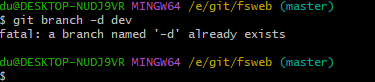 du@DESKTOP-NUDJ9VR MINGW64 /e/git/fsweb (master)
$ git branch –d dev
fatal: a branch named '–d' already exists

du@DESKTOP-NUDJ9VR MINGW64 /e/git/fsweb (master)
$